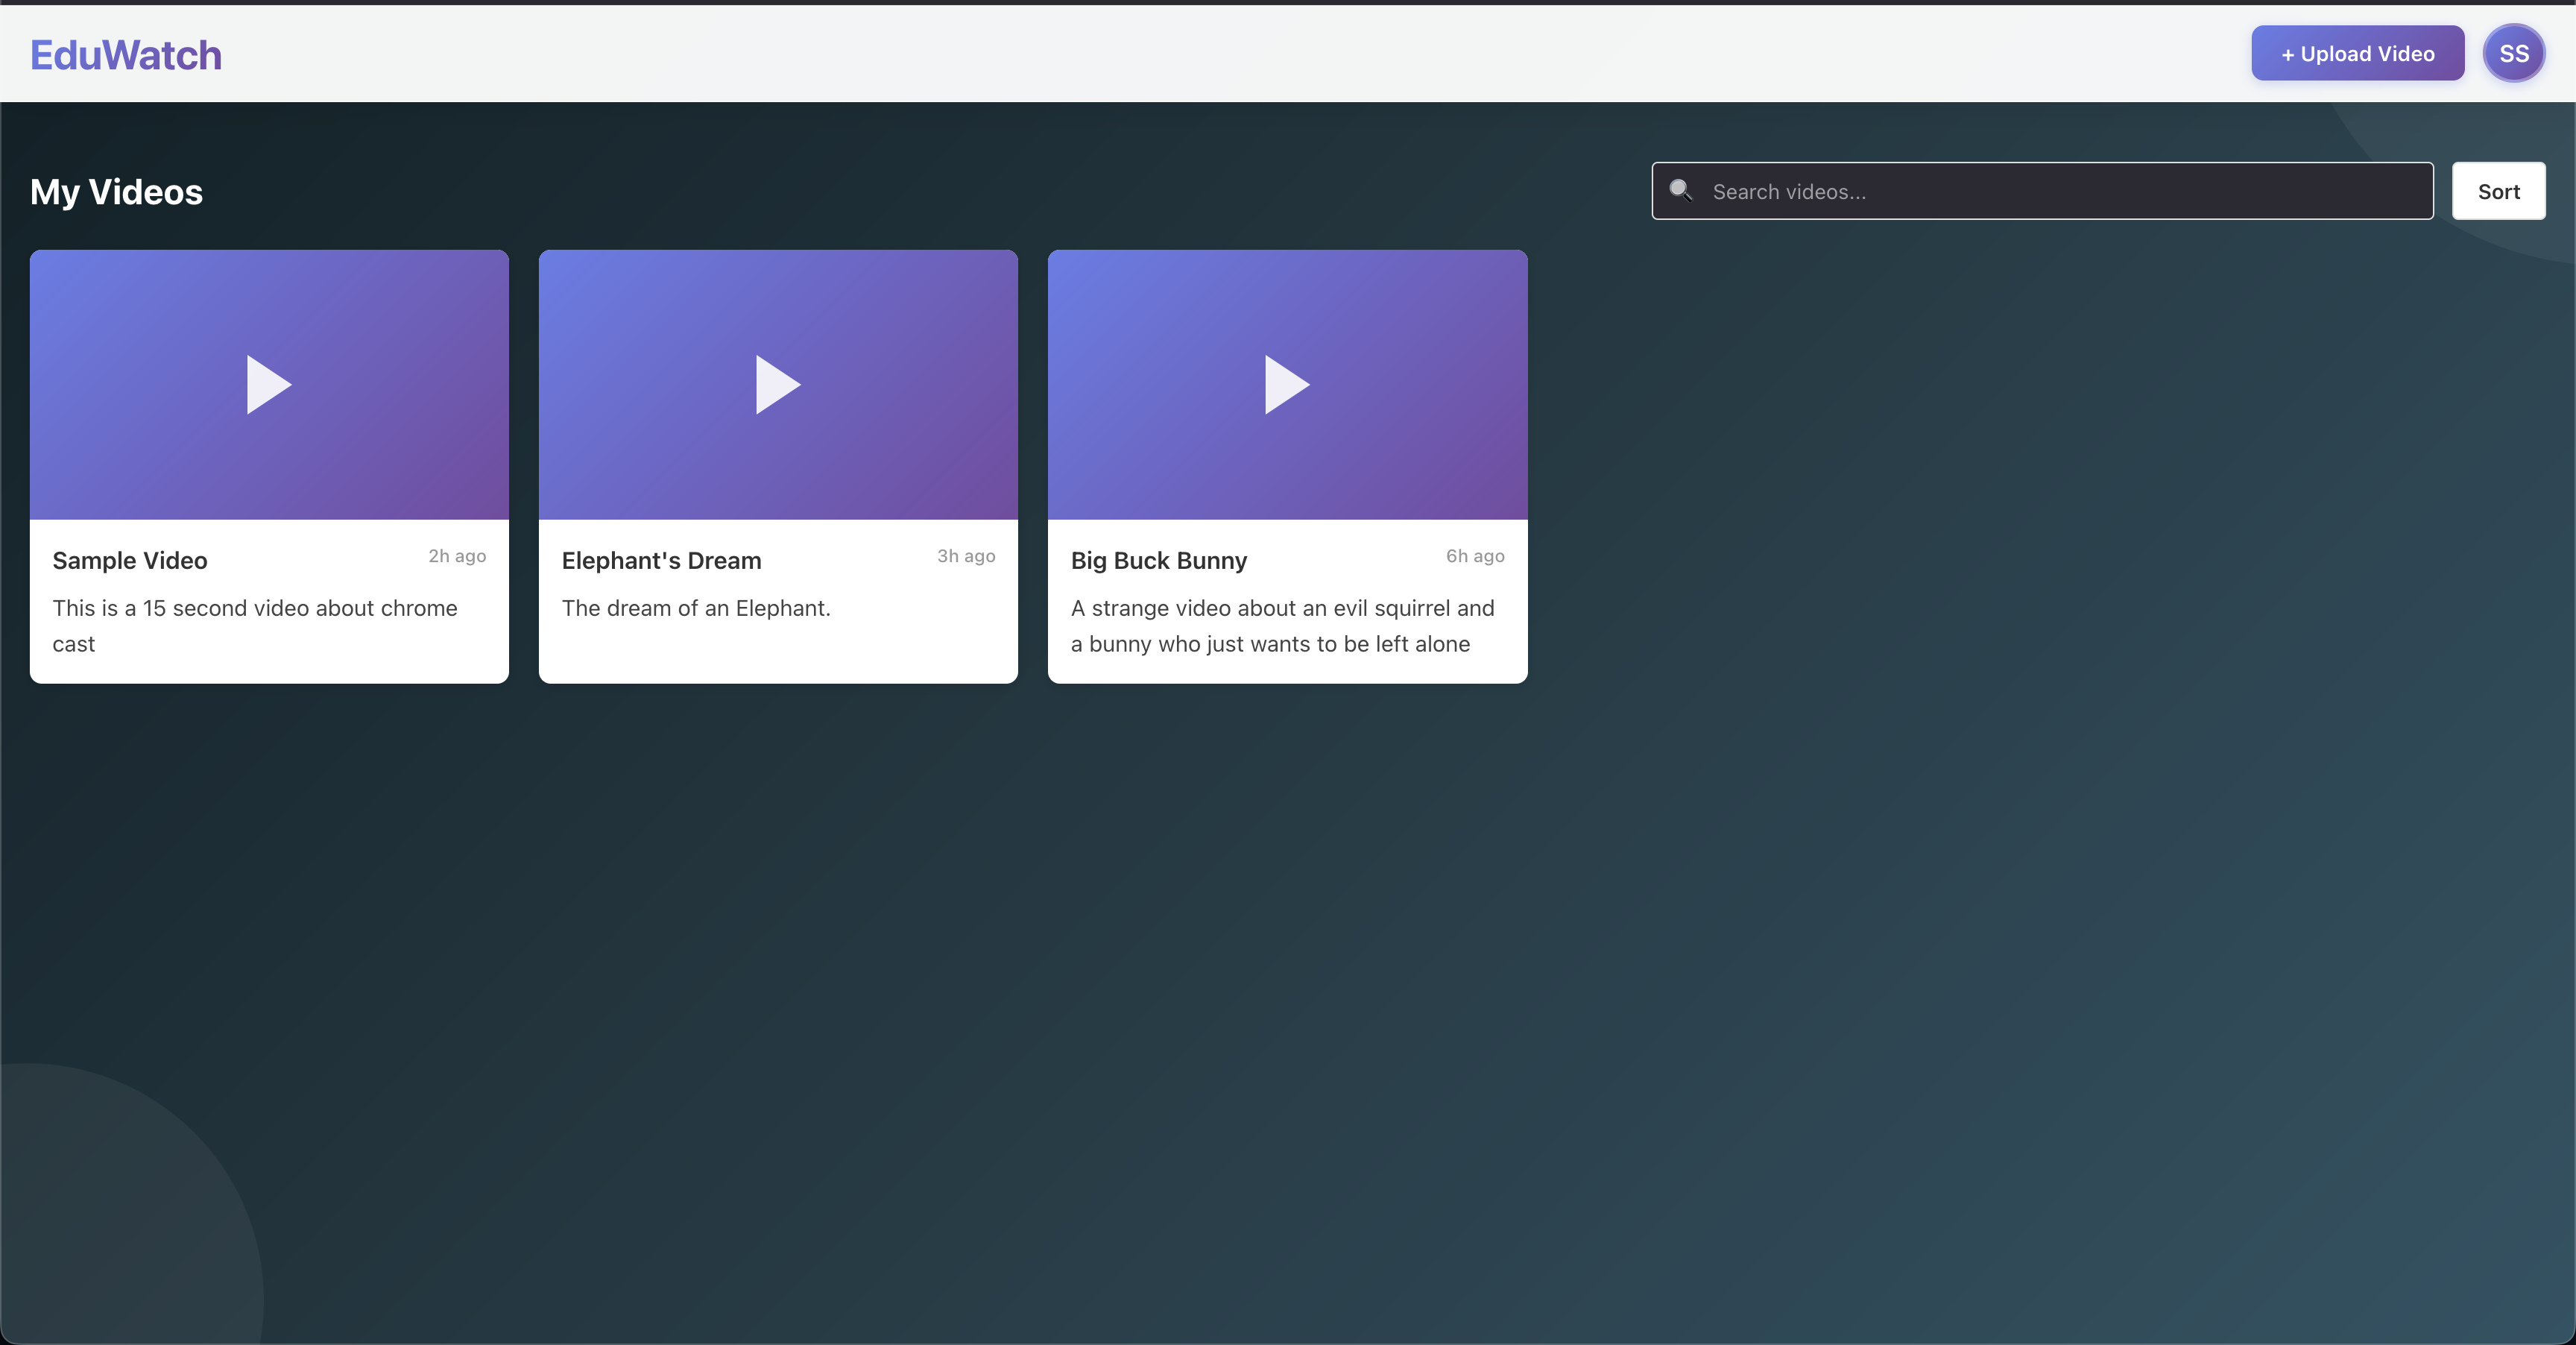 EduWatch
+ Upload Video
SS
My Videos
Search videos...
Sort
Sample Video
2h ago
This is a 15 second video about chrome
cast
Elephant's Dream
3h ago
The dream of an Elephant.
Big Buck Bunny
6h ago
A strange video about an evil squirrel and
a bunny who just wants to be left alone